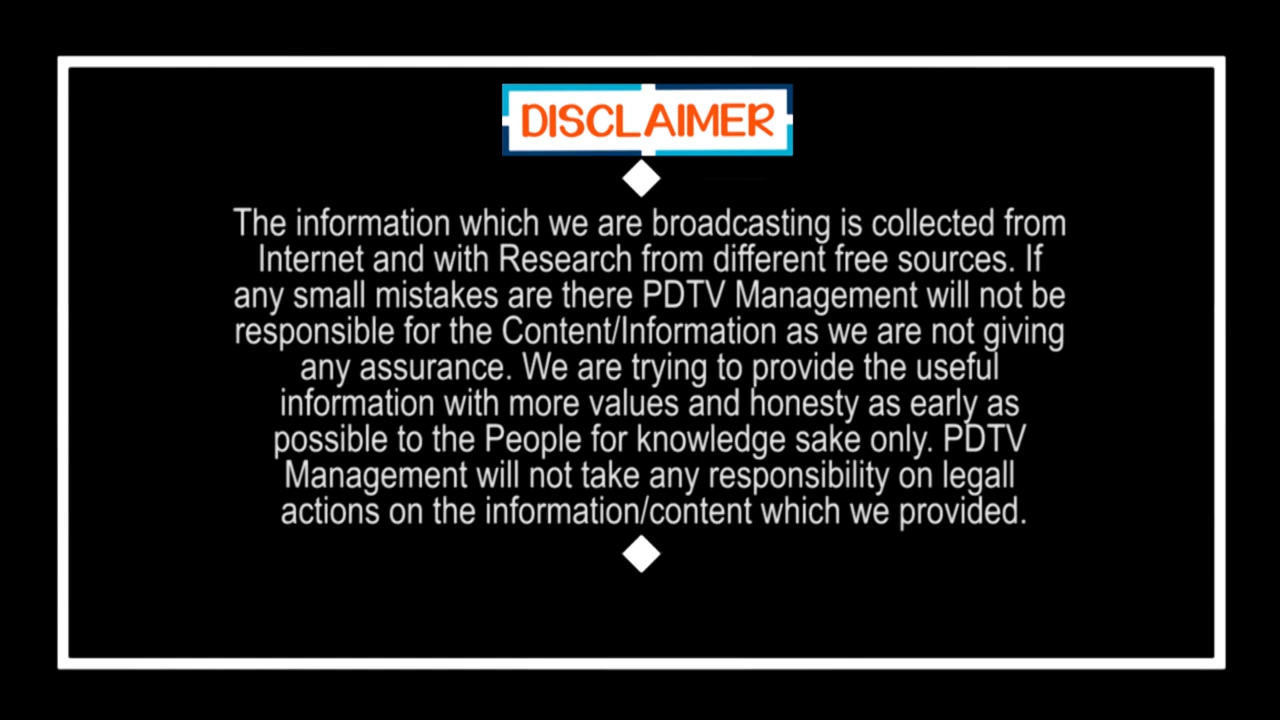 DISCLAIMER
The information which we are broadcasting is collected from
Internet and with Research from different free sources. If
any small mistakes are there PDTV Management will not be
responsible for the Content/Information as we are not giving
any assurance. We are trying to provide the useful
information with more values and honesty as early as
possible to the People for knowledge sake only. PDTV
Management will not take any responsibility on legall
actions on the information/content which we provided.